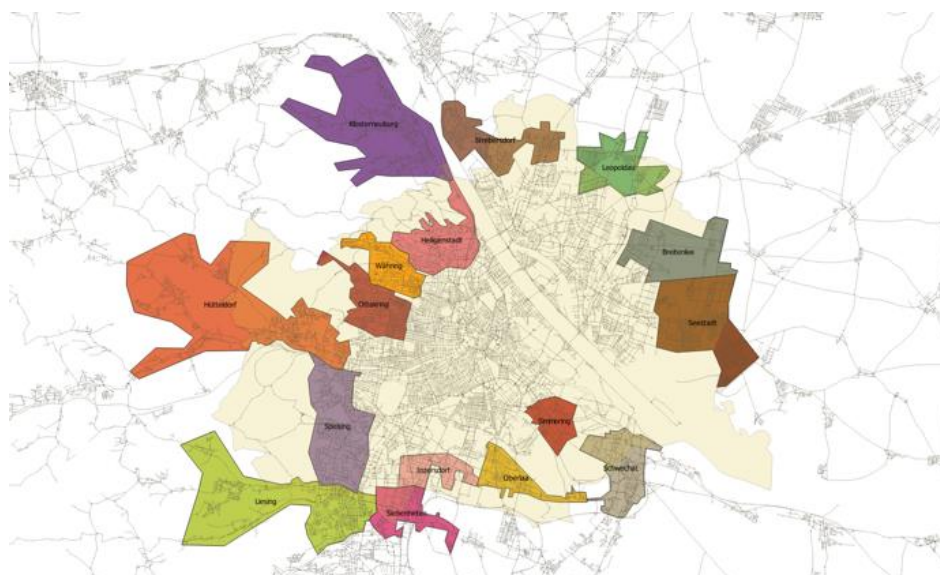 Klosterneuburg
Strebersdorf
Leopoldau
Heiligenstadt
Währing
Breitenlee
Hütteldorf
Ottakring
Seestadt
Simmering
Speising
Inzersdorf
Schwechat
Oberlaa
Liesing
Siebenhirten